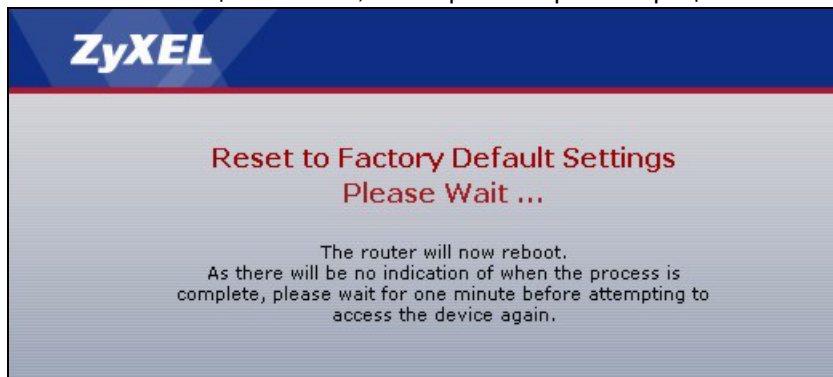 ZyXEL
Reset to Factory Default Settings
Please Wait ...
The router will now reboot.
As there will be no indication of when the process is
complete, please wait for one minute before attempting to
access the device again.